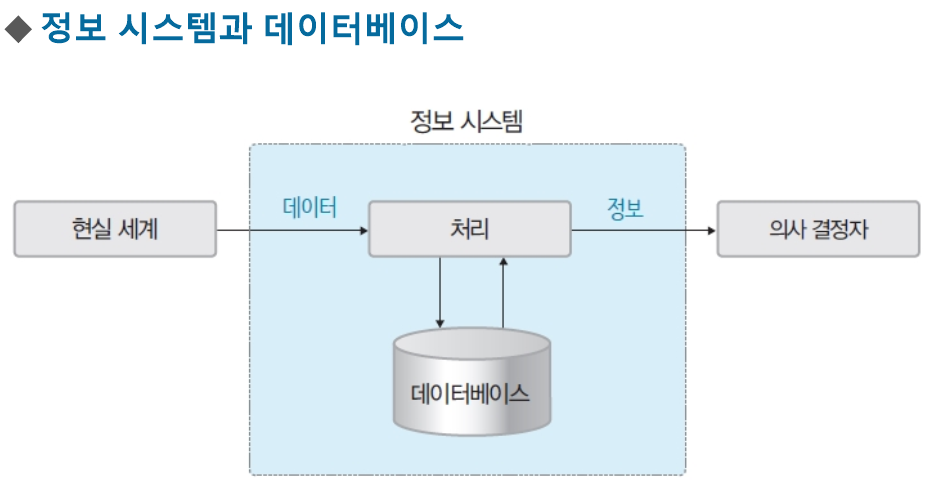 ◆ 정보 시스템과 데이터베이스
정보 시스템
현실 세계
데이터
처리
정보
의사 결정자
데이터베이스